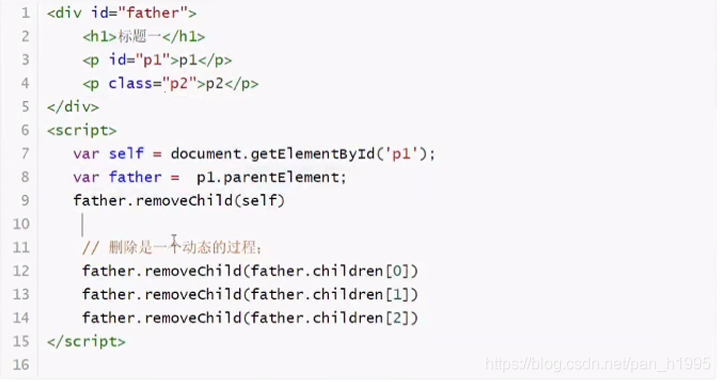 1 <div id="father">
2     <h1>标题一</h1>
3     <p id="p1">p1</p>
4     <p class="p2">p2</p>
5 </div>
6 <script>
7    var self = document.getElementById('p1');
8    var father =  p1.parentElement;
9    father.removeChild(self)
10
11     // 删除是一个动态的过程;
12     father.removeChild(father.children[0])
13     father.removeChild(father.children[1])
14     father.removeChild(father.children[2])
15 </script>
16
https://blog.csdn.net/pan_h1995